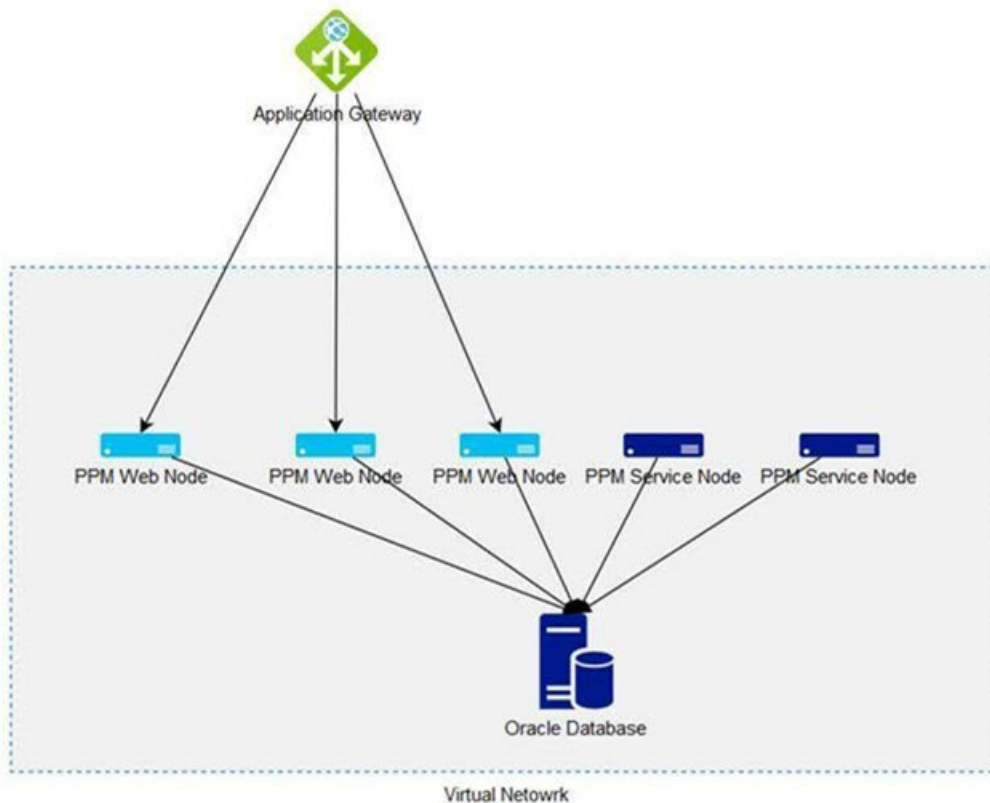 Application Gateway
PPM Web Node
PPM Web Node
PPM Web Node
PPM Service Node
PPM Service Node
Oracle Database
Virtual Netowrk